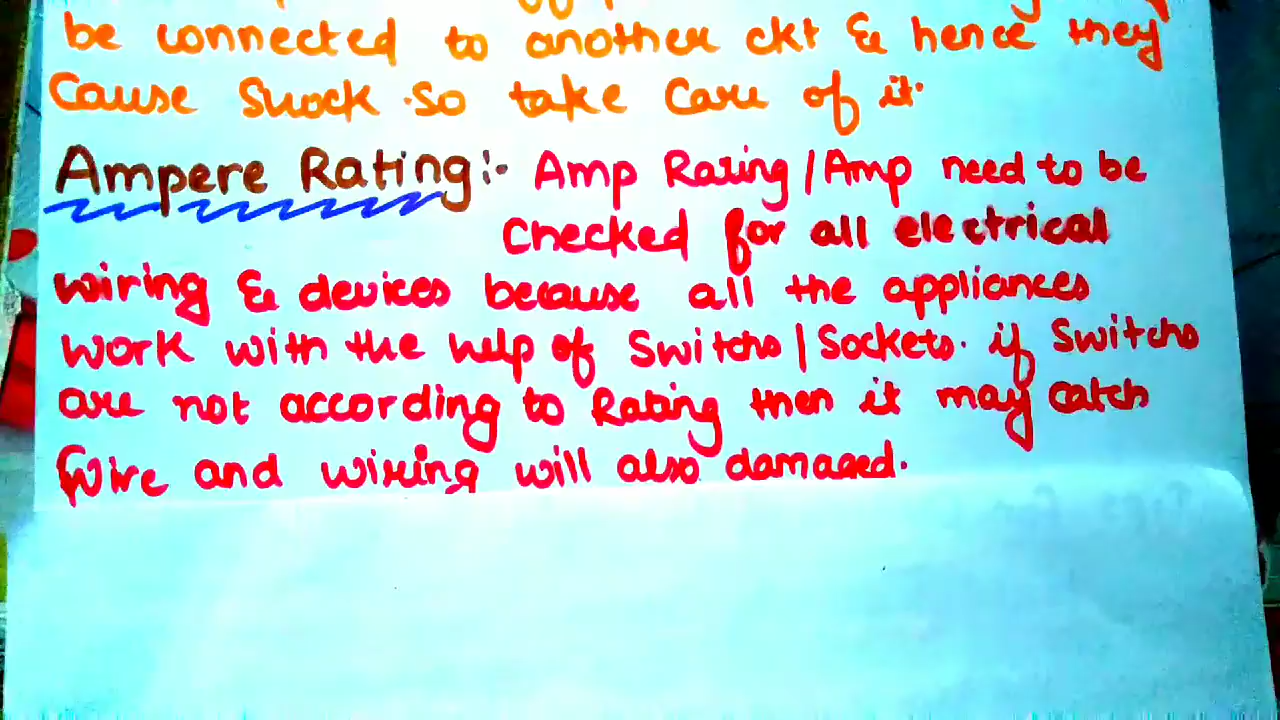 be connected to another ckt & hence they
Cause Shock. So take Care of it.
Ampere Rating:- Amp Rating / Amp need to be
Checked for all electrical
wiring & devices because all the appliances
work with the help of Switchs / Sockets. if Switchs
are not according to Rating then it may catch
fire and wiring will also damaged.